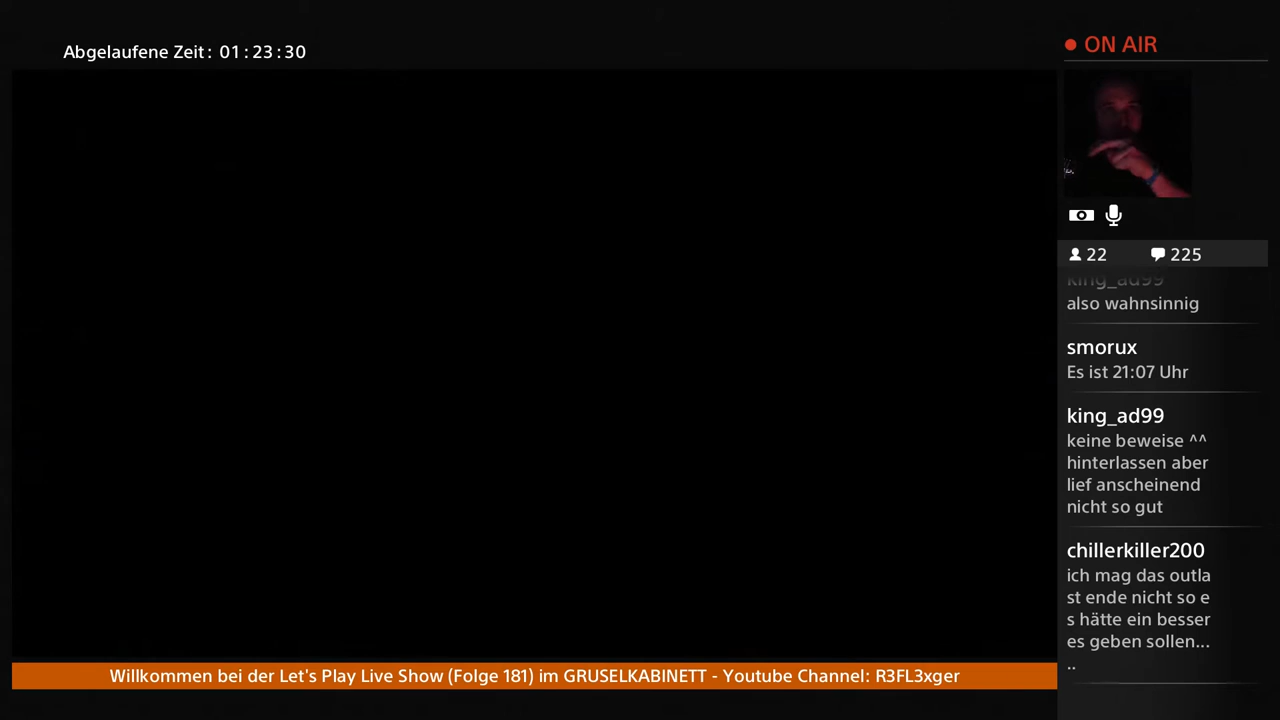 Abgelaufene Zeit: 01:23:30
ON AIR
22 225
king_ad99
also wahnsinnig
smorux
Es ist 21:07 Uhr
king_ad99
keine beweise ^^
hinterlassen aber
lief anscheinend
nicht so gut
chillerkiller200
ich mag das outla
st ende nicht so e
s hätte ein besser
es geben sollen...
..
Willkommen bei der Let's Play Live Show (Folge 181) im GRUSELKABINETT - Youtube Channel: R3FL3xger